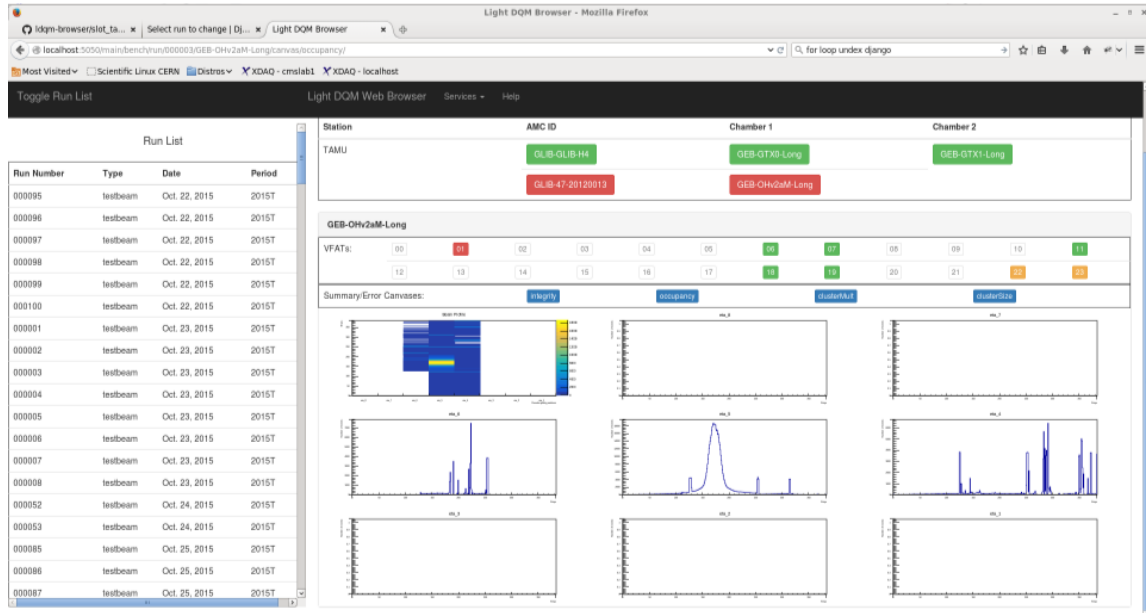 Light DQM Browser - Mozilla Firefox
ldqm-browser/slot_ta... × Select run to change | Dj... × Light DQM Browser ×
localhost:5050/main/bench/run/000003/GEB-OHv2aM-Long/canvas/occupancy/ for loop undex django
Most Visited Scientific Linux CERN Distros XDAQ - cmslab1 XDAQ - localhost
Toggle Run List Light DQM Web Browser Services Help
Run List
Run Number Type Date Period
000095 testbeam Oct. 22, 2015 2015T
000096 testbeam Oct. 22, 2015 2015T
000097 testbeam Oct. 22, 2015 2015T
000098 testbeam Oct. 22, 2015 2015T
000099 testbeam Oct. 22, 2015 2015T
000100 testbeam Oct. 22, 2015 2015T
000001 testbeam Oct. 23, 2015 2015T
000002 testbeam Oct. 23, 2015 2015T
000003 testbeam Oct. 23, 2015 2015T
000004 testbeam Oct. 23, 2015 2015T
000005 testbeam Oct. 23, 2015 2015T
000006 testbeam Oct. 23, 2015 2015T
000007 testbeam Oct. 23, 2015 2015T
000008 testbeam Oct. 23, 2015 2015T
000052 testbeam Oct. 24, 2015 2015T
000053 testbeam Oct. 24, 2015 2015T
000085 testbeam Oct. 25, 2015 2015T
000086 testbeam Oct. 25, 2015 2015T
000087 testbeam Oct. 25, 2015 2015T
Station AMC ID Chamber 1 Chamber 2
TAMU GLIB-GLIB-H4 GEB-GTX0-Long GEB-GTX1-Long
GLIB-47-20120013 GEB-OHv2aM-Long
GEB-OHv2aM-Long
VFATs: 00 01 02 03 04 05 06 07 08 09 10 11
12 13 14 15 16 17 18 19 20 21 22 23
Summary/Error Canvases: integrity occupancy clusterMult clusterSize